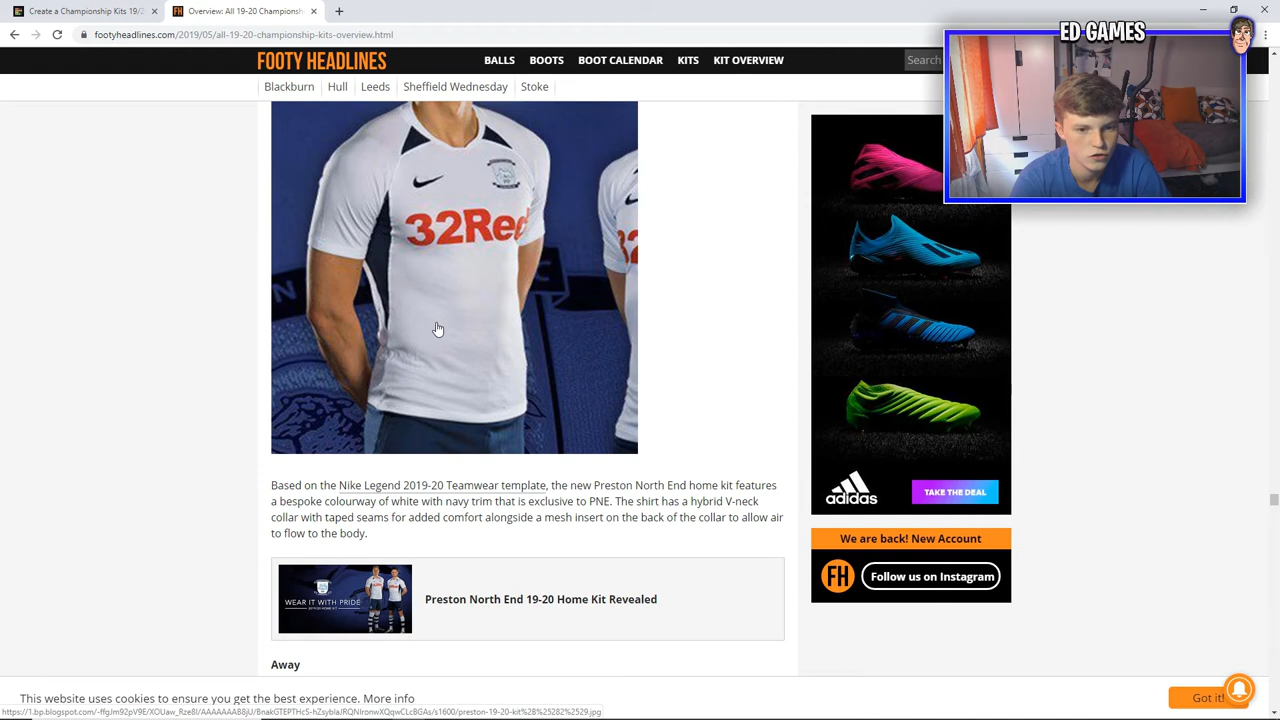 Create a Championship Kits 19/2
Overview: All 19-20 Championsh
footyheadlines.com/2019/05/all-19-20-championship-kits-overview.html
ED GAMES
FOOTY HEADLINES
BALLS BOOTS BOOT CALENDAR KITS KIT OVERVIEW
Search
Blackburn Hull Leeds Sheffield Wednesday Stoke
32Red
Based on the Nike Legend 2019-20 Teamwear template, the new Preston North End home kit features
a bespoke colourway of white with navy trim that is exclusive to PNE. The shirt has a hybrid V-neck
collar with taped seams for added comfort alongside a mesh insert on the back of the collar to allow air
to flow to the body.
adidas
TAKE THE DEAL
We are back! New Account
FH Follow us on Instagram
WEAR IT WITH PRIDE
Preston North End 19-20 Home Kit Revealed
Away
This website uses cookies to ensure you get the best experience. More info
Got it!